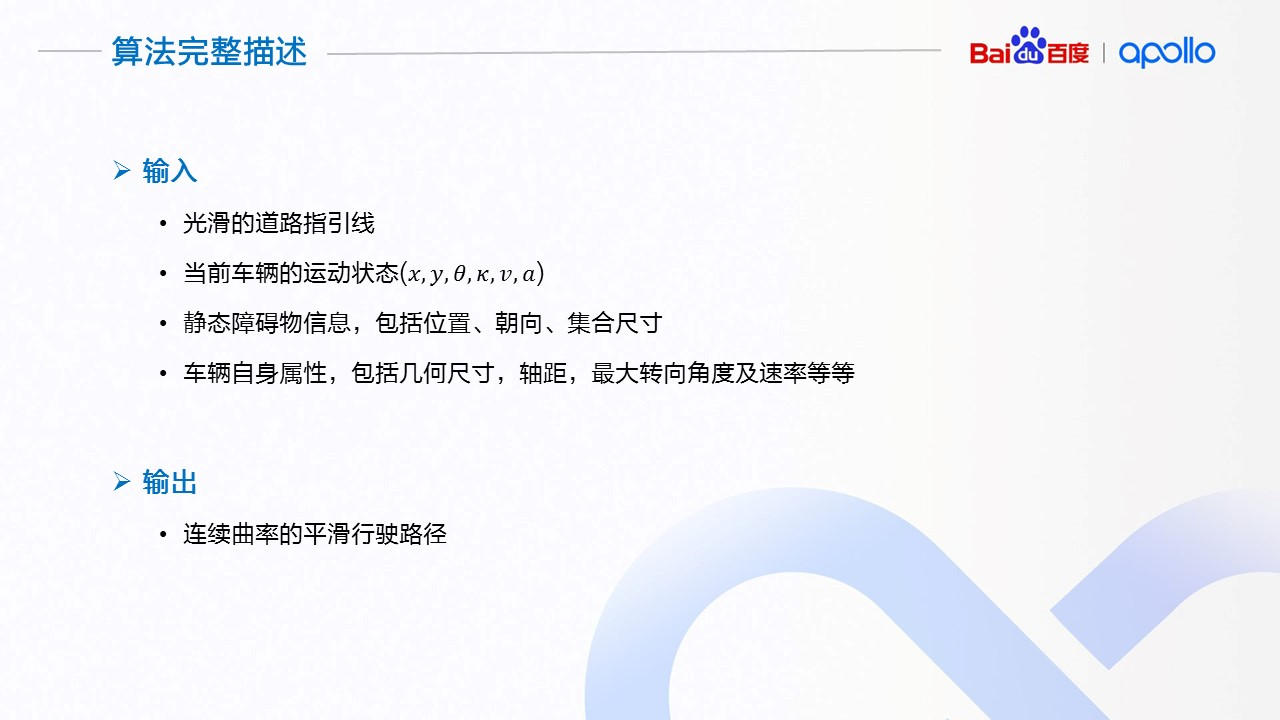 算法完整描述
Bai du 百度 | apollo
➢ 输入
• 光滑的道路指引线
• 当前车辆的运动状态(x, y, θ, κ, v, a)
• 静态障碍物信息，包括位置、朝向、集合尺寸
• 车辆自身属性，包括几何尺寸，轴距，最大转向角度及速率等等
➢ 输出
• 连续曲率的平滑行驶路径